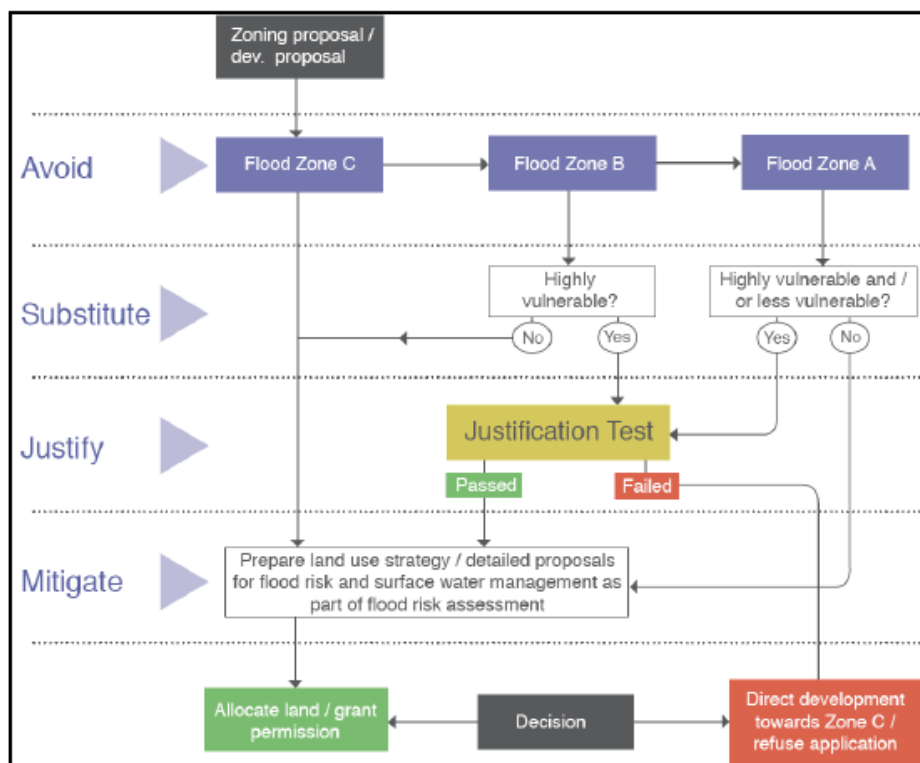 Zoning proposal /
dev. proposal
Avoid
Flood Zone C
Flood Zone B
Flood Zone A
Substitute
Highly
vulnerable?
Highly vulnerable and /
or less vulnerable?
No
Yes
Yes
No
Justify
Justification Test
Passed
Failed
Mitigate
Prepare land use strategy / detailed proposals
for flood risk and surface water management as
part of flood risk assessment
Allocate land / grant
permission
Decision
Direct development
towards Zone C /
refuse application